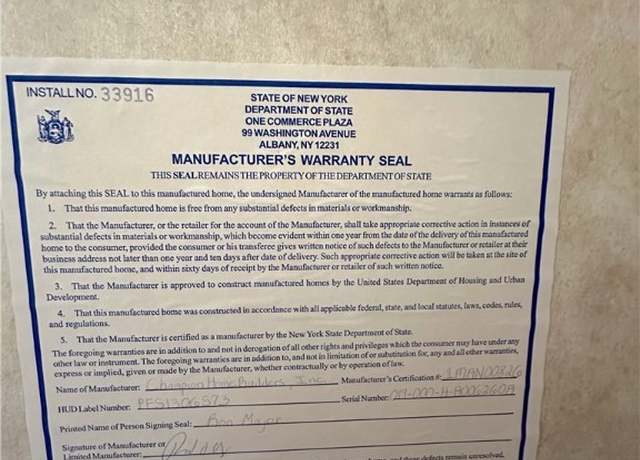 INSTALL NO. 33916
STATE OF NEW YORK
DEPARTMENT OF STATE
ONE COMMERCE PLAZA
99 WASHINGTON AVENUE
ALBANY, NY 12231
MANUFACTURER'S WARRANTY SEAL
THIS SEAL REMAINS THE PROPERTY OF THE DEPARTMENT OF STATE
By attaching this SEAL to this manufactured home, the undersigned Manufacturer of the manufactured home warrants as follows:
1. That this manufactured home is free from any substantial defects in materials or workmanship.
2. That the Manufacturer, or the retailer for the account of the Manufacturer, shall take appropriate corrective action in instances of
substantial defects in materials or workmanship, which become evident within one year from the date of the delivery of this manufactured
home to the consumer, provided the consumer or his transferee gives written notice of such defects to the Manufacturer or retailer at their
business address not later than one year and ten days after date of delivery. Such appropriate corrective action will be taken at the site of
this manufactured home, and within sixty days of receipt by the Manufacturer or retailer of such written notice.
3. That the Manufacturer is approved to construct manufactured homes by the United States Department of Housing and Urban
Development.
4. That this manufactured home was constructed in accordance with all applicable federal, state, and local statutes, laws, codes, rules,
and regulations.
5. That the Manufacturer is certified as a manufacturer by the New York State Department of State.
The foregoing warranties are in addition to and not in derogation of all other rights and privileges which the consumer may have under any
other law or instrument. The foregoing warranties are in addition to, and not in limitation of or substitution for, any and all other warranties,
express or implied, given or made by the Manufacturer, whether contractually or by operation of law.
Name of Manufacturer: Champion Home Builders, Inc. Manufacturer's Certification #:
HUD Label Number: PFS1306573 Serial Number:
Printed Name of Person Signing Seal: Ron Mayor
Signature of Manufacturer or
Limited Manufacturer:
these defects remain unresolved,